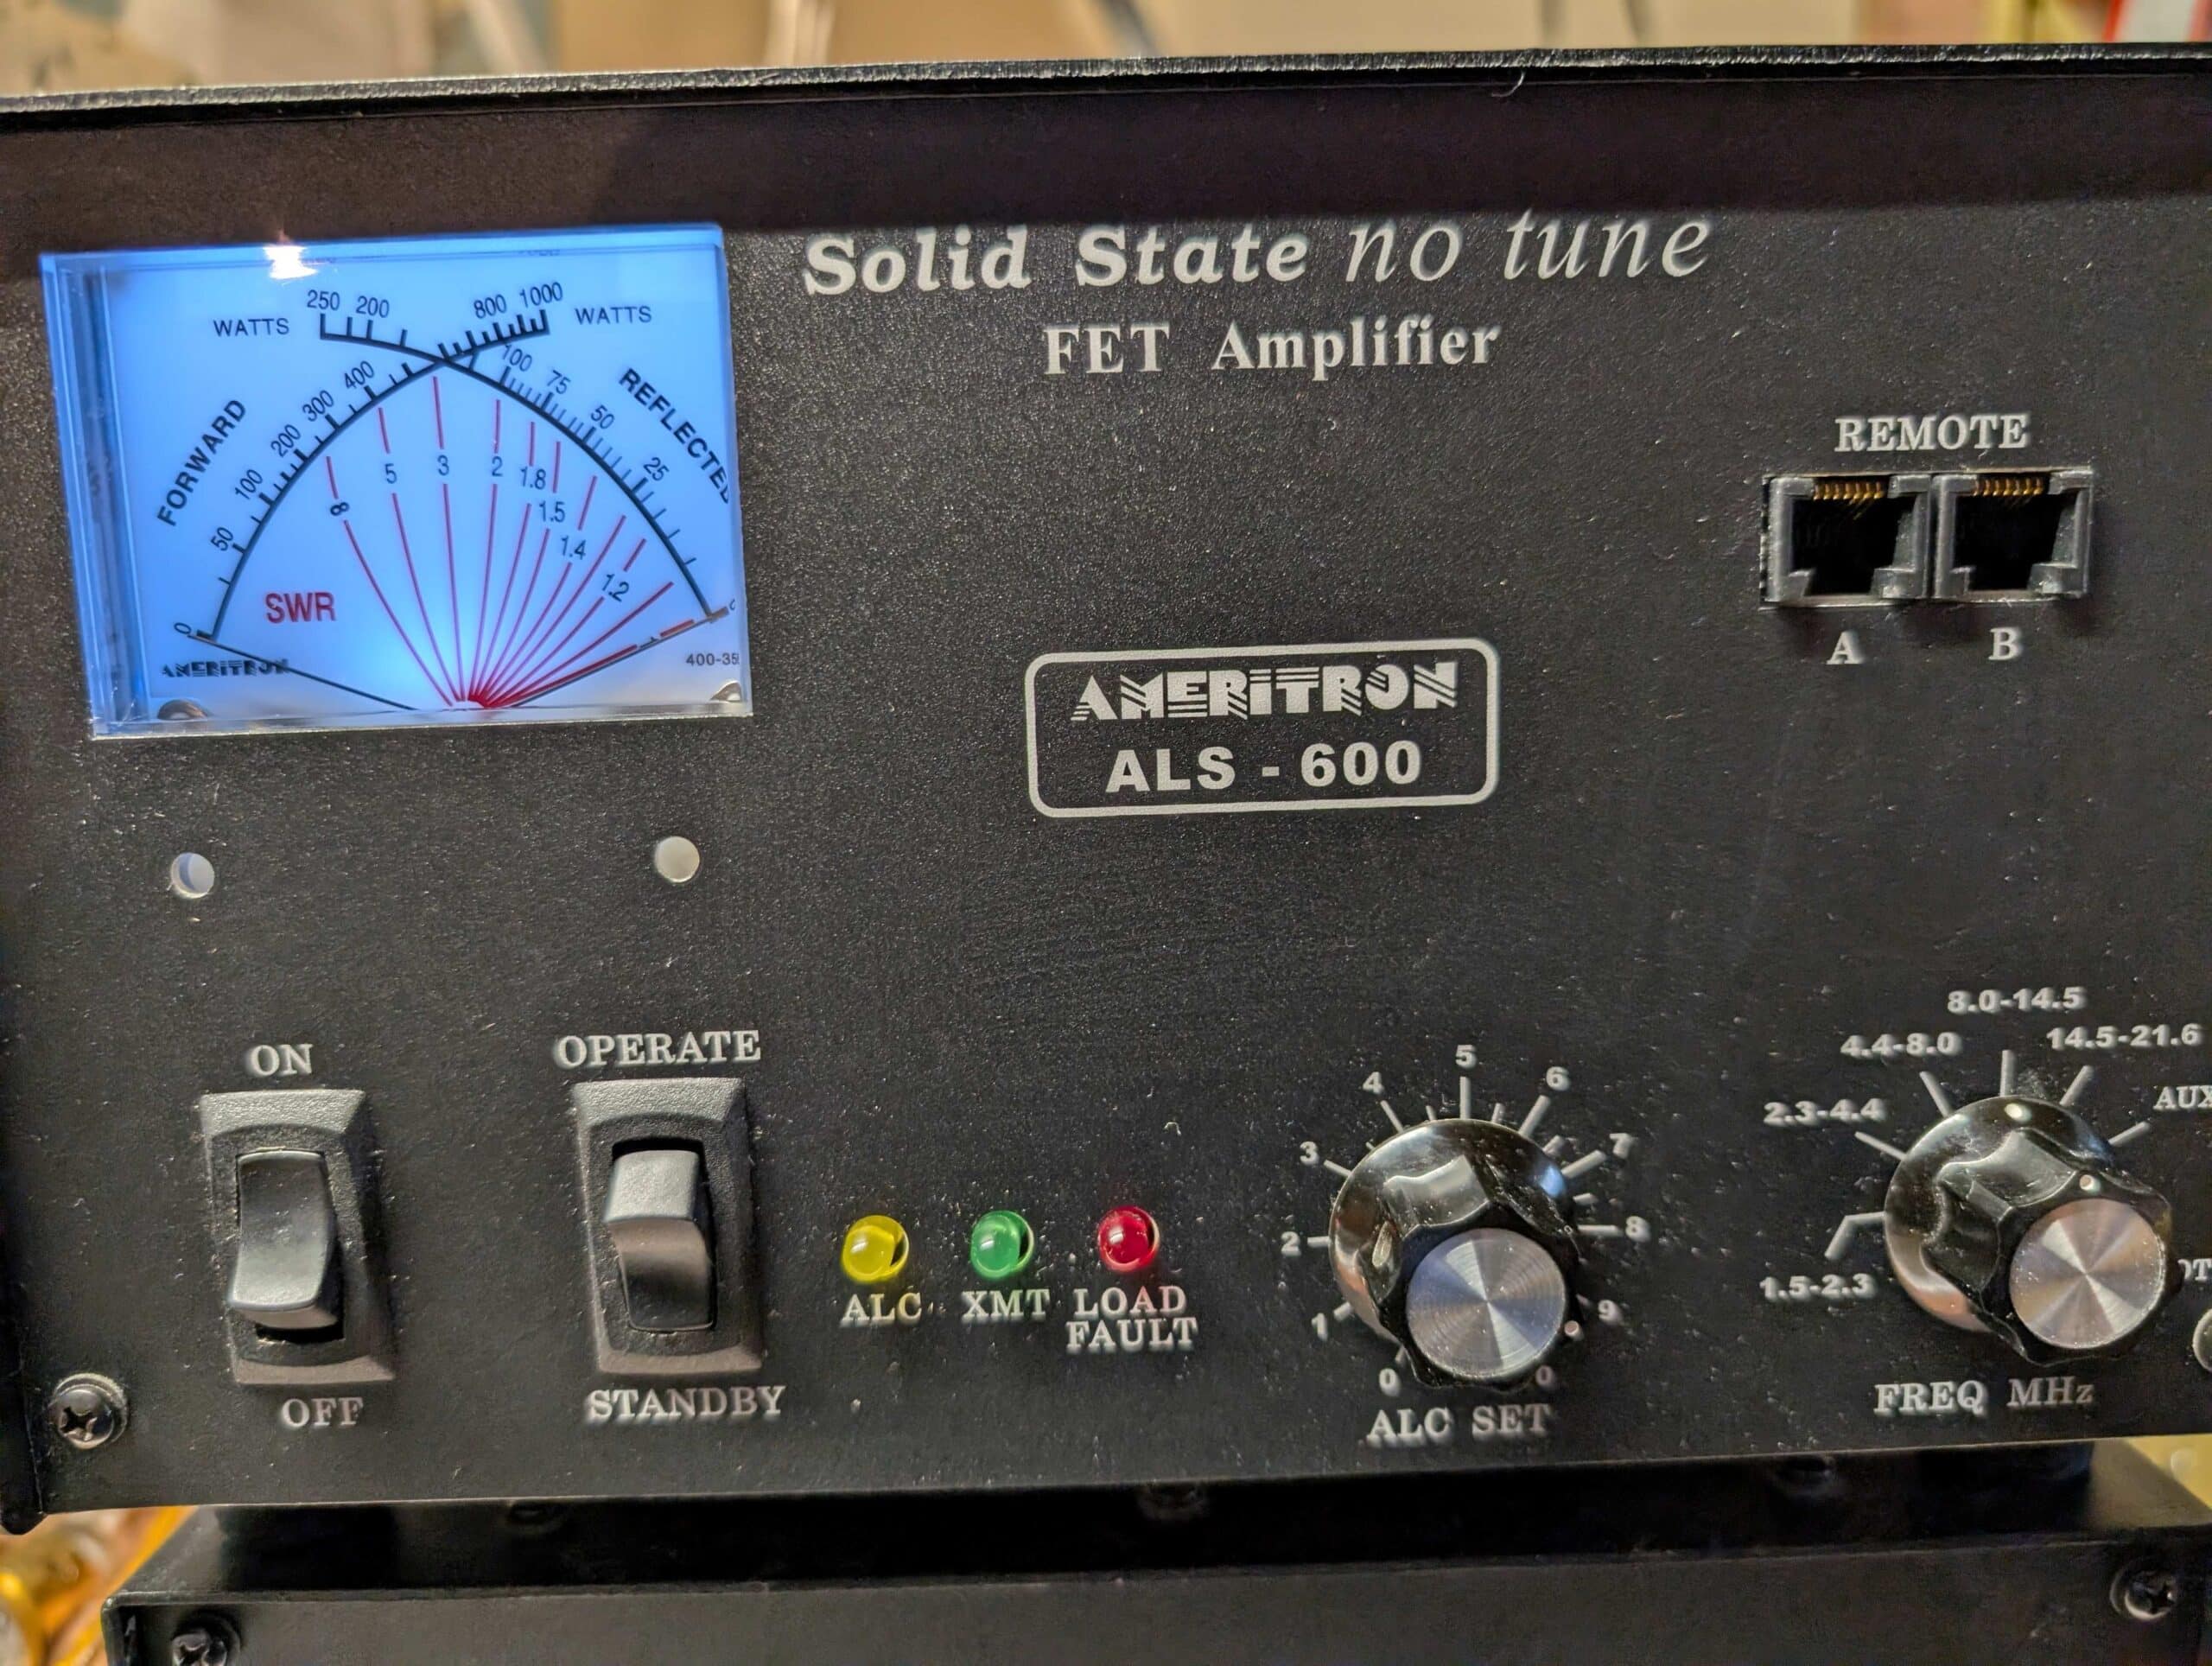 Solid State no tune
FET Amplifier
250 200
800 1000
WATTS
WATTS
FORWARD
REFLECTED
0 50 100 200 300 400
100 75 50 25
8 5 3 2 1.8 1.5 1.4 1.2
SWR
AMERITRON
400-35
REMOTE
A B
AMERITRON
ALS - 600
ON
OFF
OPERATE
STANDBY
ALC
XMT
LOAD
FAULT
0 1 2 3 4 5 6 7 8 9
ALC SET
1.5-2.3
2.3-4.4
4.4-8.0
8.0-14.5
14.5-21.6
AUX
FREQ MHz